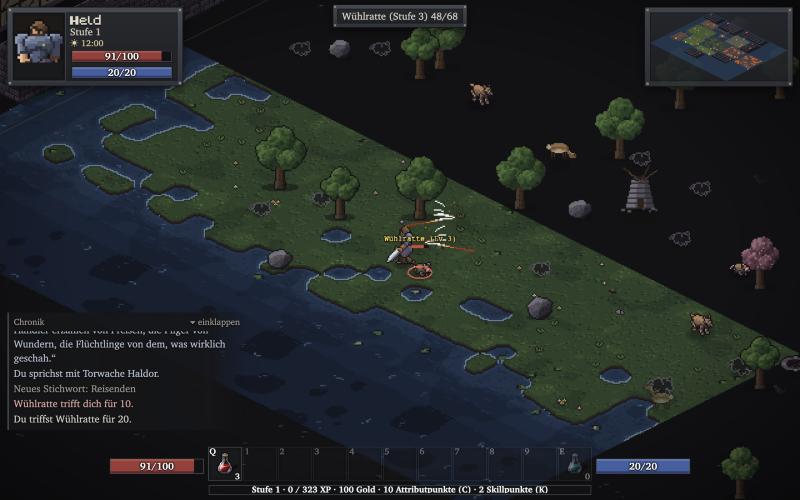 Held
Stufe 1
12:00
91/100
20/20
Wühlratte (Stufe 3) 48/68
Wühlratte (Lv 3)
Chronik
einklappen
Wundern, die Flüchtlinge von dem, was wirklich
geschah.“
Du sprichst mit Torwache Haldor.
Neues Stichwort: Reisenden
Wühlratte trifft dich für 10.
Du triffst Wühlratte für 20.
91/100
Q 1 2 3 4 5 6 7 8 9 E
3 0
20/20
Stufe 1 · 0 / 323 XP · 100 Gold · 10 Attributpunkte (C) · 2 Skillpunkte (K)